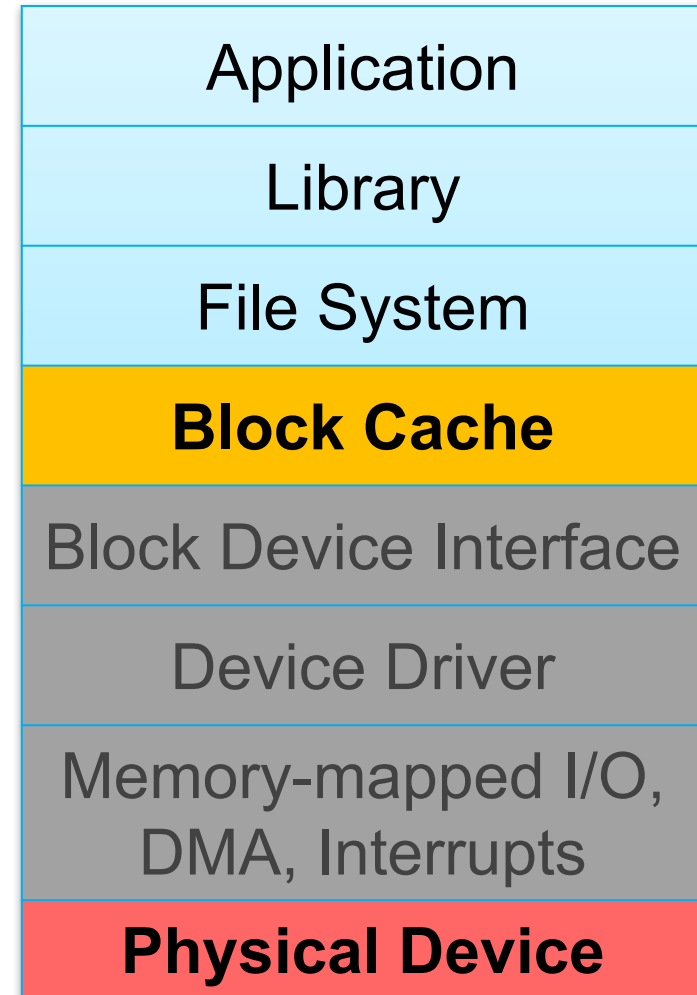 Application
Library
File System
Block Cache
Block Device Interface
Device Driver
Memory-mapped I/O,
DMA, Interrupts
Physical Device